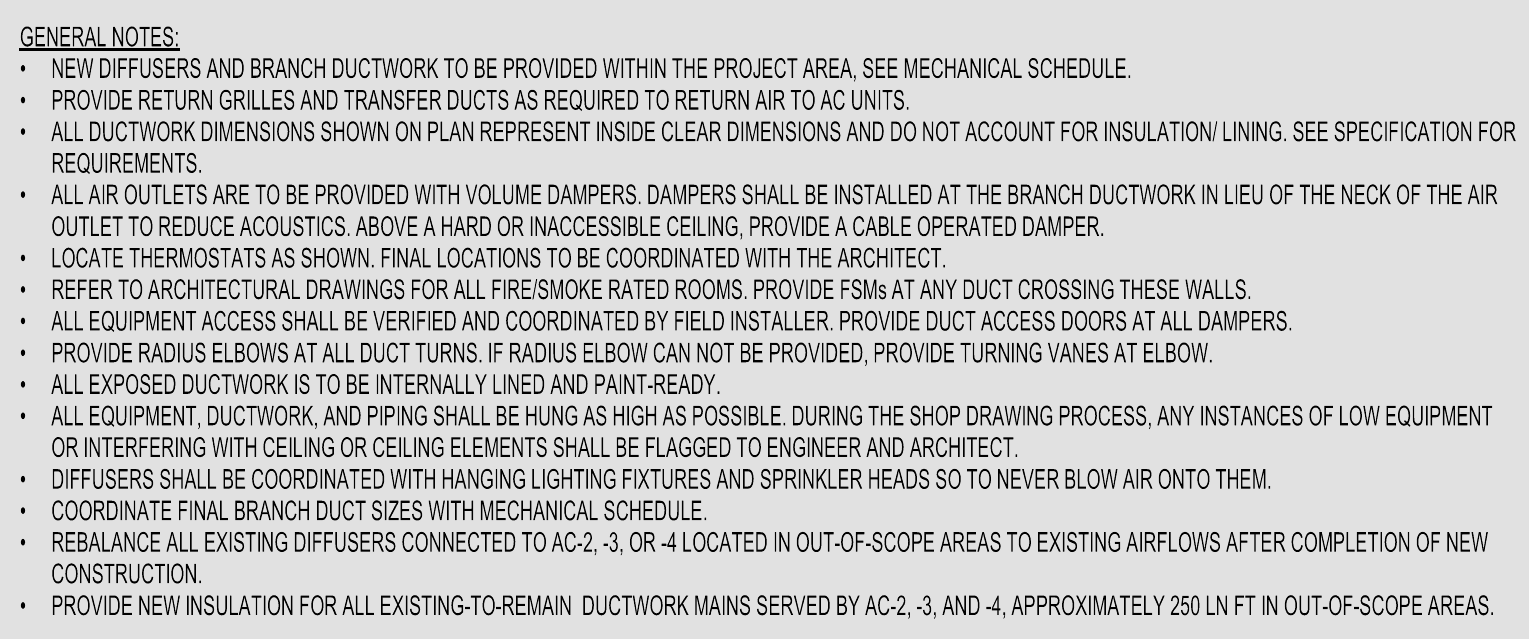 GENERAL NOTES:
• NEW DIFFUSERS AND BRANCH DUCTWORK TO BE PROVIDED WITHIN THE PROJECT AREA, SEE MECHANICAL SCHEDULE.
• PROVIDE RETURN GRILLES AND TRANSFER DUCTS AS REQUIRED TO RETURN AIR TO AC UNITS.
• ALL DUCTWORK DIMENSIONS SHOWN ON PLAN REPRESENT INSIDE CLEAR DIMENSIONS AND DO NOT ACCOUNT FOR INSULATION/ LINING. SEE SPECIFICATION FOR
REQUIREMENTS.
• ALL AIR OUTLETS ARE TO BE PROVIDED WITH VOLUME DAMPERS. DAMPERS SHALL BE INSTALLED AT THE BRANCH DUCTWORK IN LIEU OF THE NECK OF THE AIR
OUTLET TO REDUCE ACOUSTICS. ABOVE A HARD OR INACCESSIBLE CEILING, PROVIDE A CABLE OPERATED DAMPER.
• LOCATE THERMOSTATS AS SHOWN. FINAL LOCATIONS TO BE COORDINATED WITH THE ARCHITECT.
• REFER TO ARCHITECTURAL DRAWINGS FOR ALL FIRE/SMOKE RATED ROOMS. PROVIDE FSMs AT ANY DUCT CROSSING THESE WALLS.
• ALL EQUIPMENT ACCESS SHALL BE VERIFIED AND COORDINATED BY FIELD INSTALLER. PROVIDE DUCT ACCESS DOORS AT ALL DAMPERS.
• PROVIDE RADIUS ELBOWS AT ALL DUCT TURNS. IF RADIUS ELBOW CAN NOT BE PROVIDED, PROVIDE TURNING VANES AT ELBOW.
• ALL EXPOSED DUCTWORK IS TO BE INTERNALLY LINED AND PAINT-READY.
• ALL EQUIPMENT, DUCTWORK, AND PIPING SHALL BE HUNG AS HIGH AS POSSIBLE. DURING THE SHOP DRAWING PROCESS, ANY INSTANCES OF LOW EQUIPMENT
OR INTERFERING WITH CEILING OR CEILING ELEMENTS SHALL BE FLAGGED TO ENGINEER AND ARCHITECT.
• DIFFUSERS SHALL BE COORDINATED WITH HANGING LIGHTING FIXTURES AND SPRINKLER HEADS SO TO NEVER BLOW AIR ONTO THEM.
• COORDINATE FINAL BRANCH DUCT SIZES WITH MECHANICAL SCHEDULE.
• REBALANCE ALL EXISTING DIFFUSERS CONNECTED TO AC-2, -3, OR -4 LOCATED IN OUT-OF-SCOPE AREAS TO EXISTING AIRFLOWS AFTER COMPLETION OF NEW
CONSTRUCTION.
• PROVIDE NEW INSULATION FOR ALL EXISTING-TO-REMAIN DUCTWORK MAINS SERVED BY AC-2, -3, AND -4, APPROXIMATELY 250 LN FT IN OUT-OF-SCOPE AREAS.